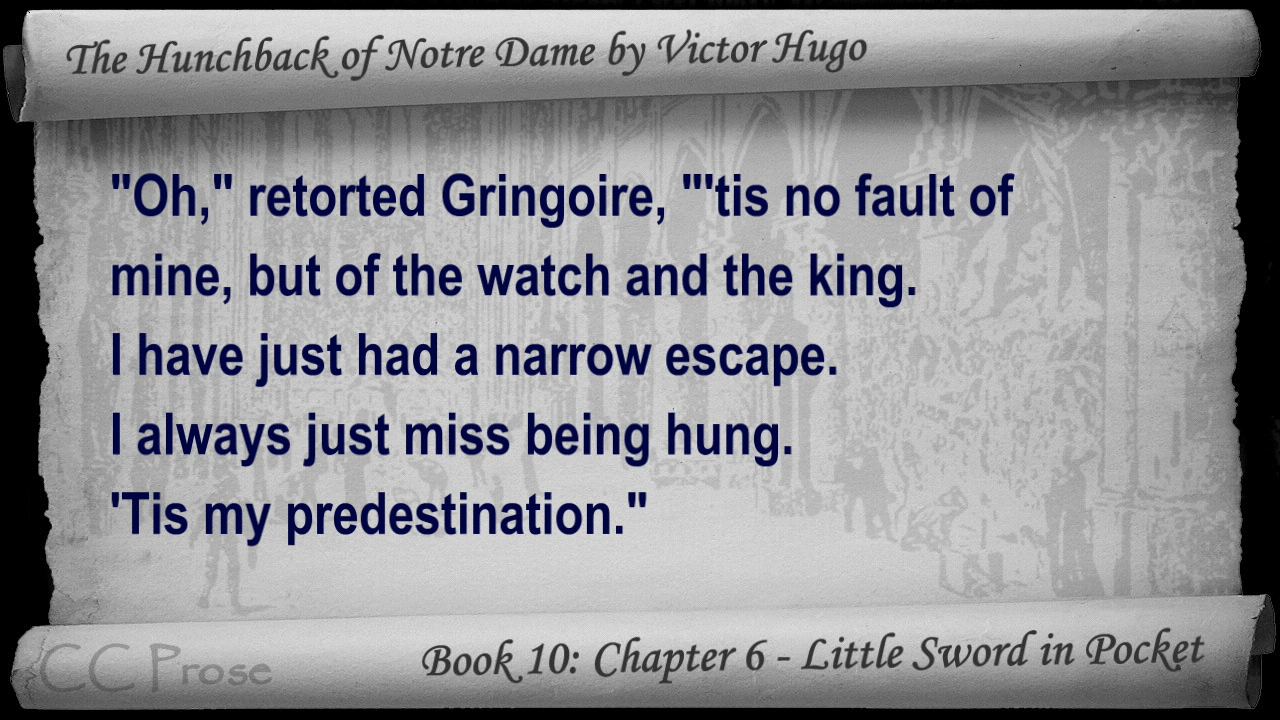 The Hunchback of Notre Dame by Victor Hugo
"Oh," retorted Gringoire, "'tis no fault of
mine, but of the watch and the king.
I have just had a narrow escape.
I always just miss being hung.
'Tis my predestination."
CC Prose
Book 10: Chapter 6 - Little Sword in Pocket